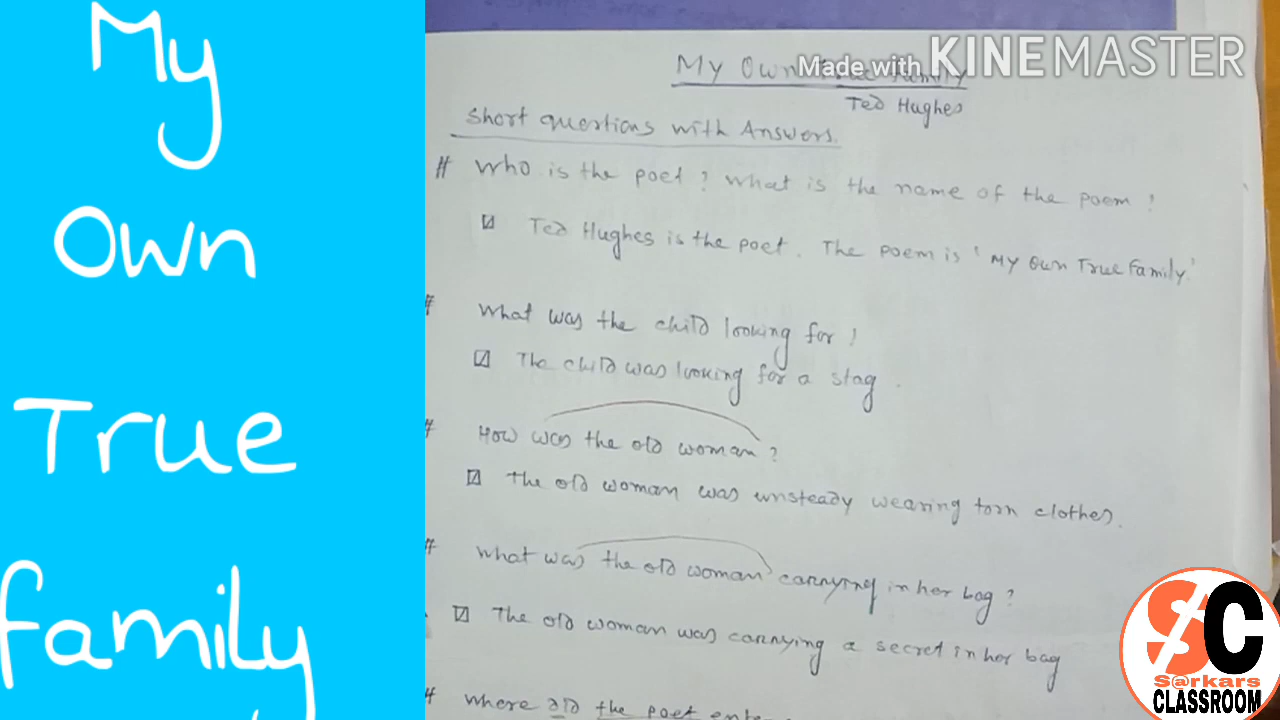 My
Own
True
family
Made with KINEMASTER
My Own True Family
Ted Hughes
Short questions with Answers.
# Who is the poet? What is the name of the poem?
☑ Ted Hughes is the poet. The poem is 'My Own True Family.'
# What was the child looking for?
☑ The child was looking for a stag.
# How was the old woman?
☑ The old woman was unsteady wearing torn clothes.
# What was the old woman carrying in her bag?
☑ The old woman was carrying a secret in her bag
# Where did the poet
SC
S@rkars
CLASSROOM